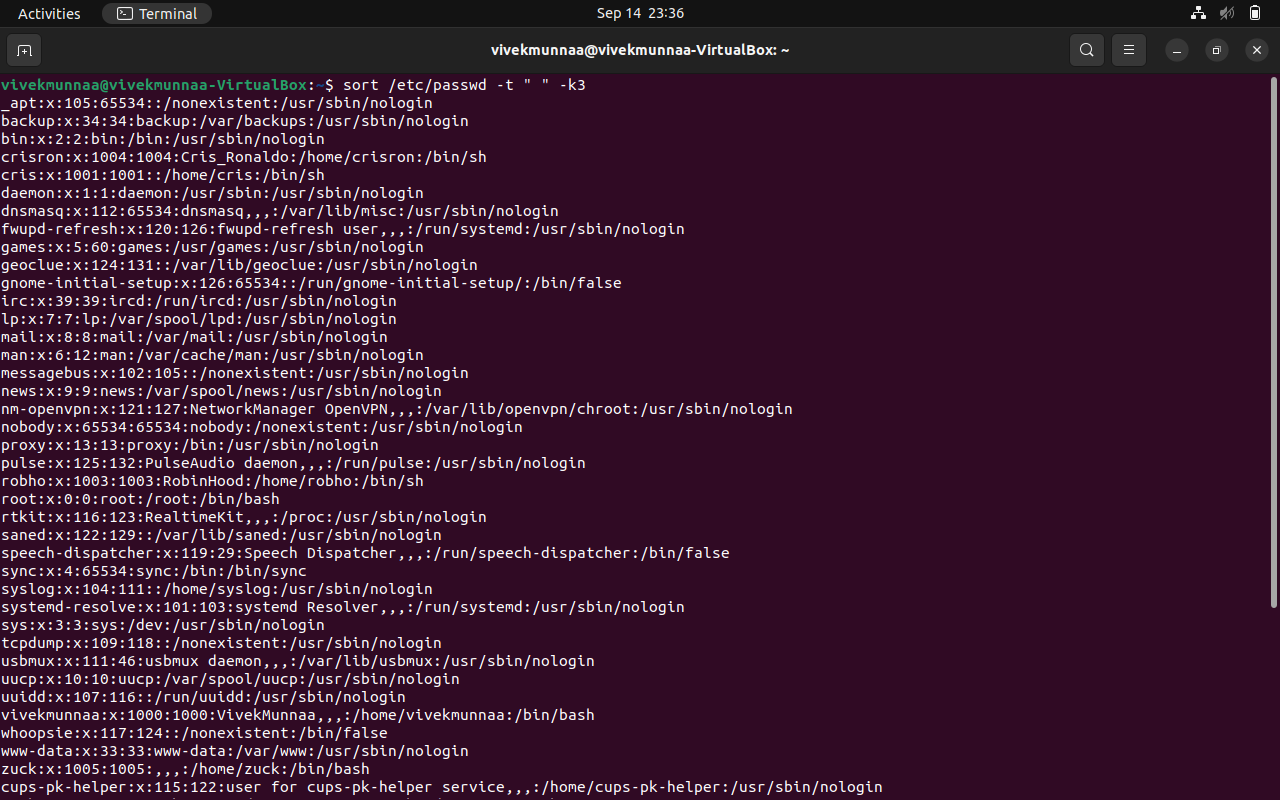 Activities Terminal Sep 14 23:36
vivekmunnaa@vivekmunnaa-VirtualBox: ~
vivekmunnaa@vivekmunnaa-VirtualBox:~$ sort /etc/passwd -t " " -k3
_apt:x:105:65534::/nonexistent:/usr/sbin/nologin
backup:x:34:34:backup:/var/backups:/usr/sbin/nologin
bin:x:2:2:bin:/bin:/usr/sbin/nologin
crisron:x:1004:1004:Cris_Ronaldo:/home/crisron:/bin/sh
cris:x:1001:1001::/home/cris:/bin/sh
daemon:x:1:1:daemon:/usr/sbin:/usr/sbin/nologin
dnsmasq:x:112:65534:dnsmasq,,,:/var/lib/misc:/usr/sbin/nologin
fwupd-refresh:x:120:126:fwupd-refresh user,,,:/run/systemd:/usr/sbin/nologin
games:x:5:60:games:/usr/games:/usr/sbin/nologin
geoclue:x:124:131::/var/lib/geoclue:/usr/sbin/nologin
gnome-initial-setup:x:126:65534::/run/gnome-initial-setup/:/bin/false
irc:x:39:39:ircd:/run/ircd:/usr/sbin/nologin
lp:x:7:7:lp:/var/spool/lpd:/usr/sbin/nologin
mail:x:8:8:mail:/var/mail:/usr/sbin/nologin
man:x:6:12:man:/var/cache/man:/usr/sbin/nologin
messagebus:x:102:105::/nonexistent:/usr/sbin/nologin
news:x:9:9:news:/var/spool/news:/usr/sbin/nologin
nm-openvpn:x:121:127:NetworkManager OpenVPN,,,:/var/lib/openvpn/chroot:/usr/sbin/nologin
nobody:x:65534:65534:nobody:/nonexistent:/usr/sbin/nologin
proxy:x:13:13:proxy:/bin:/usr/sbin/nologin
pulse:x:125:132:PulseAudio daemon,,,:/run/pulse:/usr/sbin/nologin
robho:x:1003:1003:RobinHood:/home/robho:/bin/sh
root:x:0:0:root:/root:/bin/bash
rtkit:x:116:123:RealtimeKit,,,:/proc:/usr/sbin/nologin
saned:x:122:129::/var/lib/saned:/usr/sbin/nologin
speech-dispatcher:x:119:29:Speech Dispatcher,,,:/run/speech-dispatcher:/bin/false
sync:x:4:65534:sync:/bin:/bin/sync
syslog:x:104:111::/home/syslog:/usr/sbin/nologin
systemd-resolve:x:101:103:systemd Resolver,,,:/run/systemd:/usr/sbin/nologin
sys:x:3:3:sys:/dev:/usr/sbin/nologin
tcpdump:x:109:118::/nonexistent:/usr/sbin/nologin
usbmux:x:111:46:usbmux daemon,,,:/var/lib/usbmux:/usr/sbin/nologin
uucp:x:10:10:uucp:/var/spool/uucp:/usr/sbin/nologin
uuidd:x:107:116::/run/uuidd:/usr/sbin/nologin
vivekmunnaa:x:1000:1000:VivekMunnaa,,,:/home/vivekmunnaa:/bin/bash
whoopsie:x:117:124::/nonexistent:/bin/false
www-data:x:33:33:www-data:/var/www:/usr/sbin/nologin
zuck:x:1005:1005:,,,:/home/zuck:/bin/bash
cups-pk-helper:x:115:122:user for cups-pk-helper service,,,:/home/cups-pk-helper:/usr/sbin/nologin